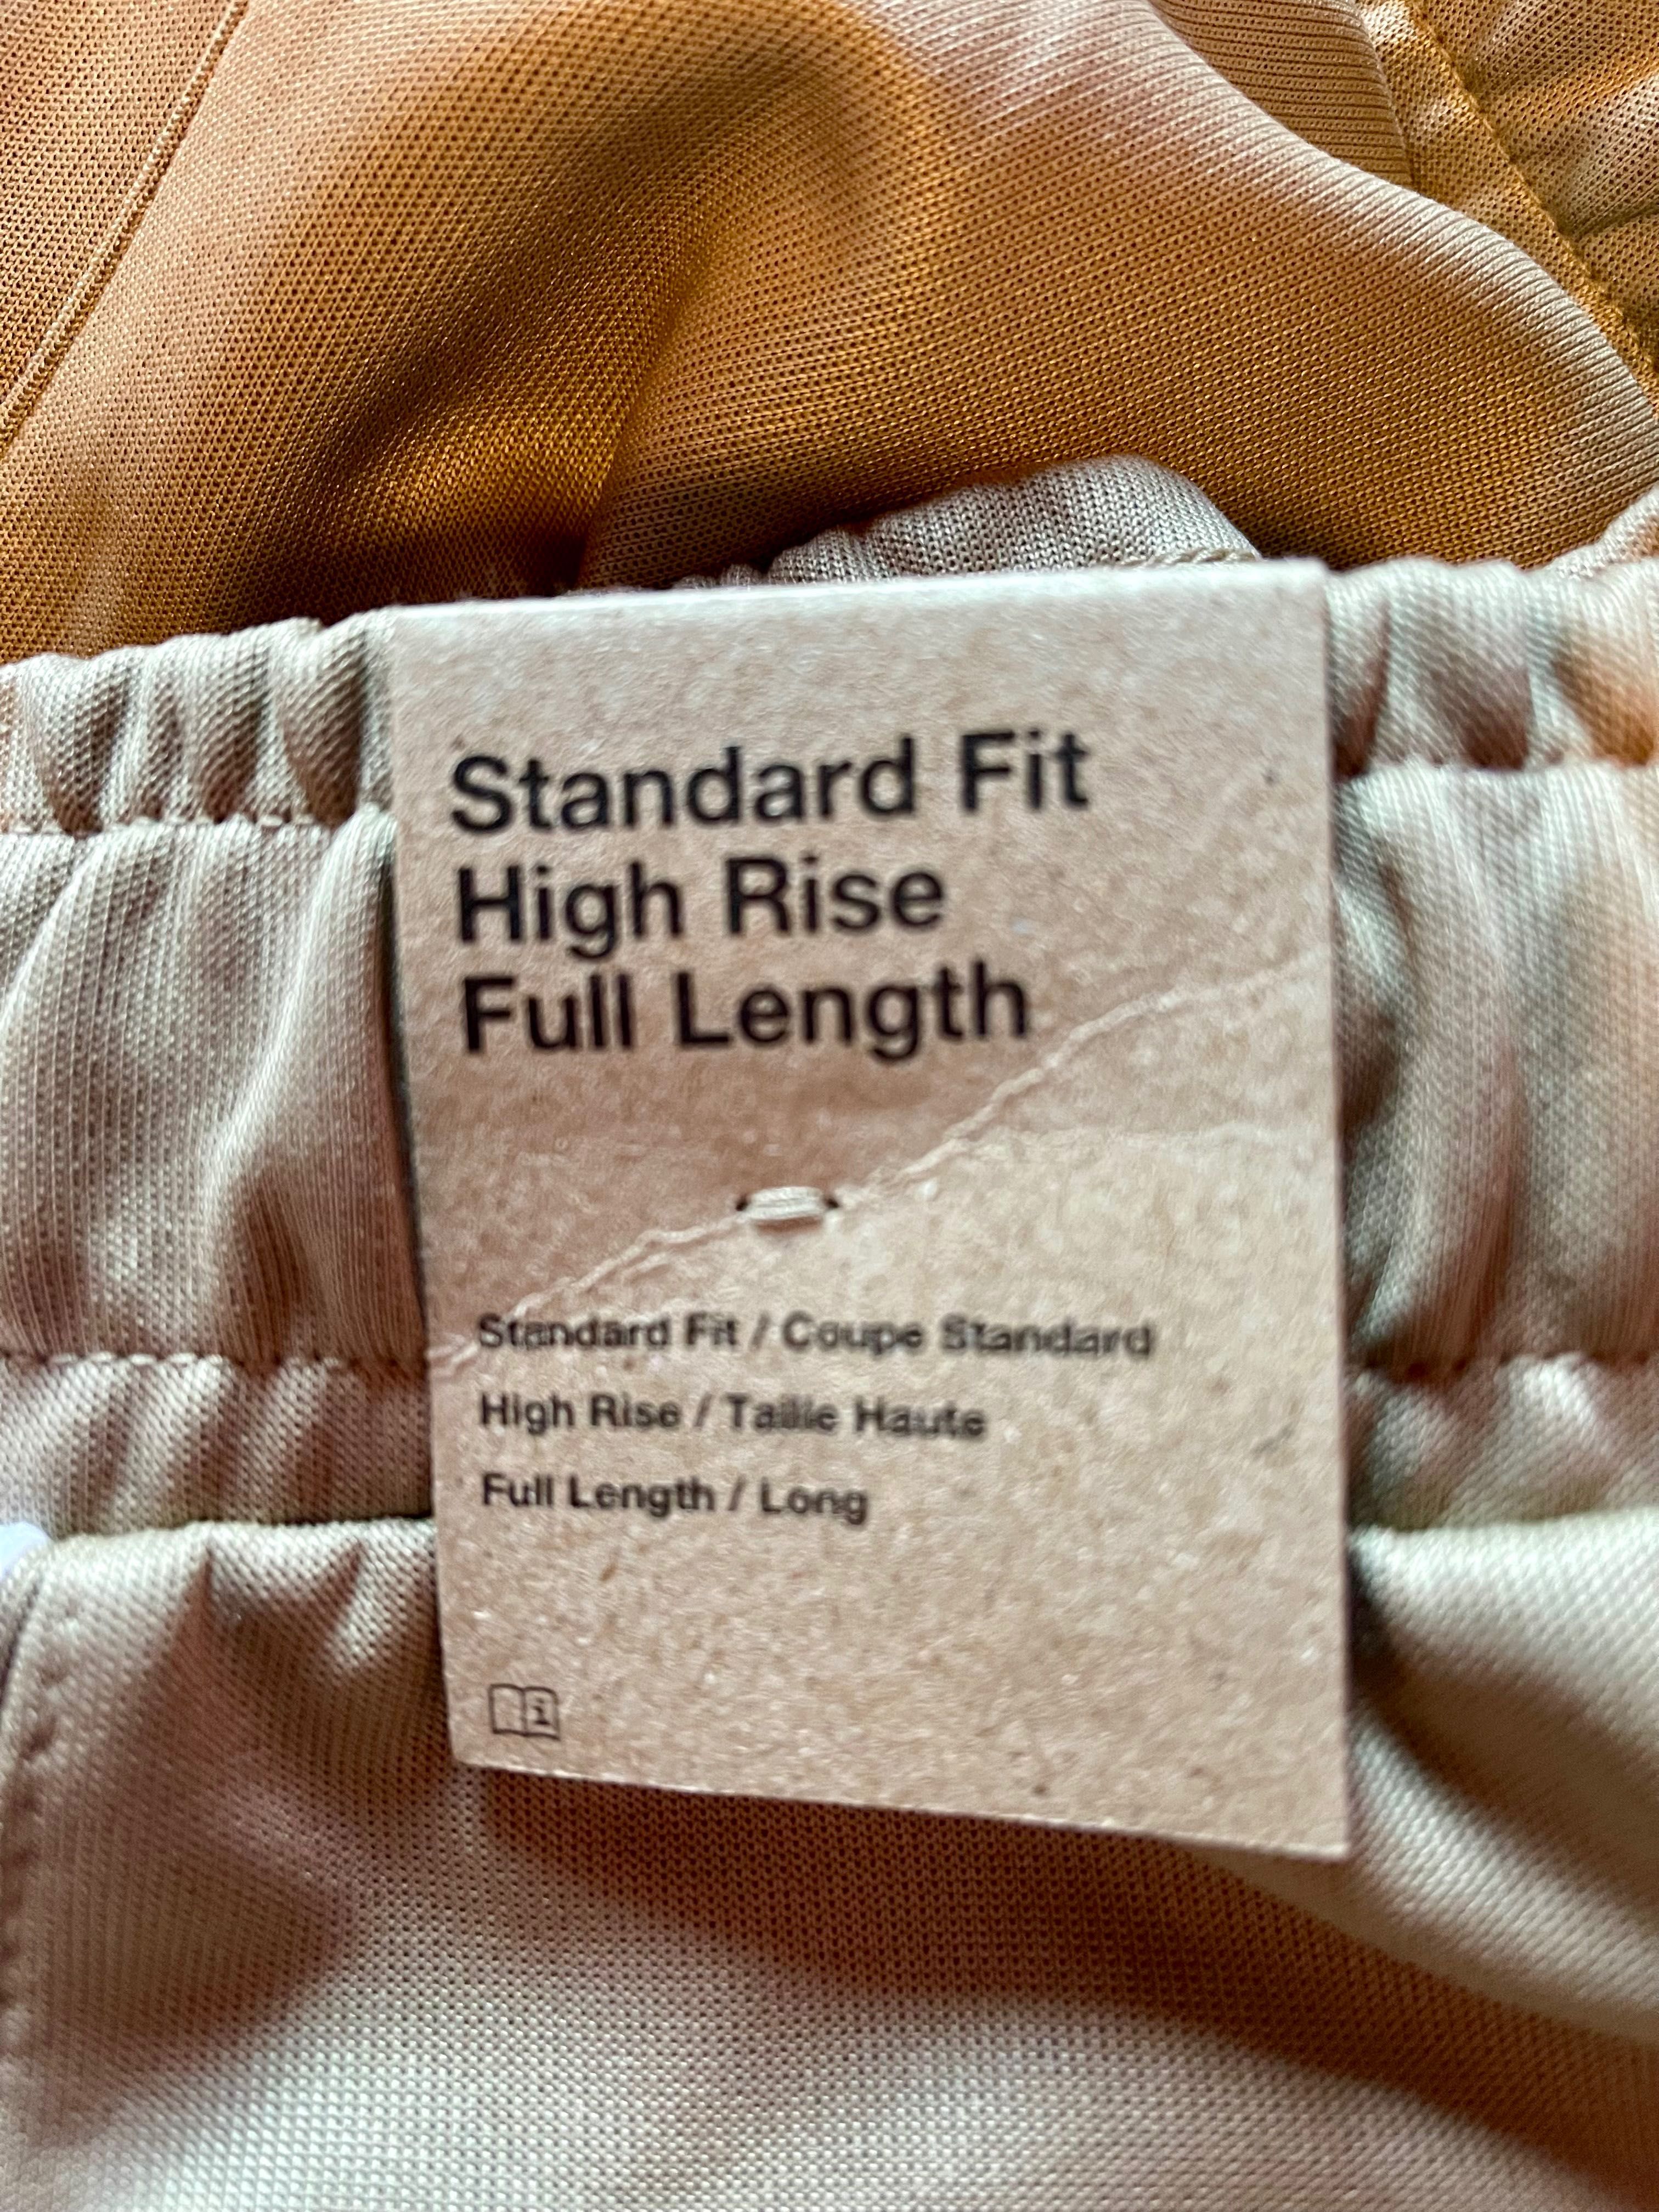 Standard Fit
High Rise
Full Length
Standard Fit / Coupe Standard
High Rise / Taille Haute
Full Length / Long
i